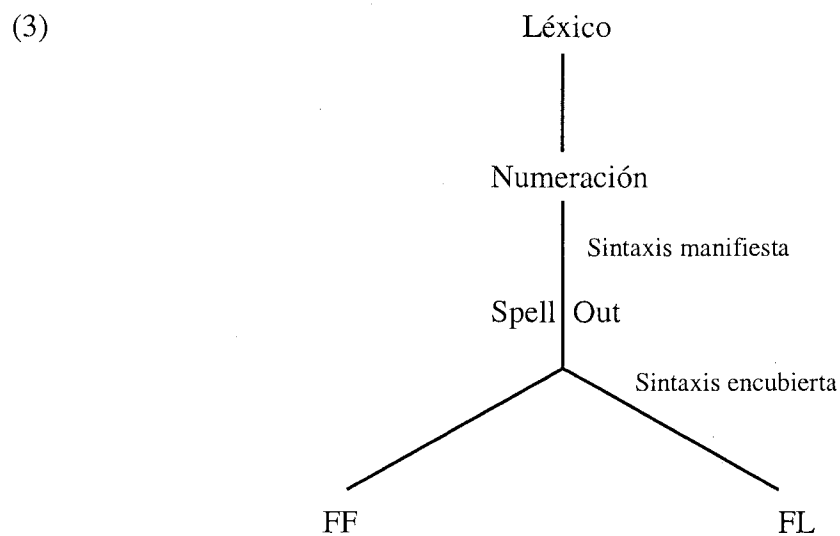 (3) Léxico
Numeración
Sintaxis manifiesta
Spell Out
Sintaxis encubierta
FF FL